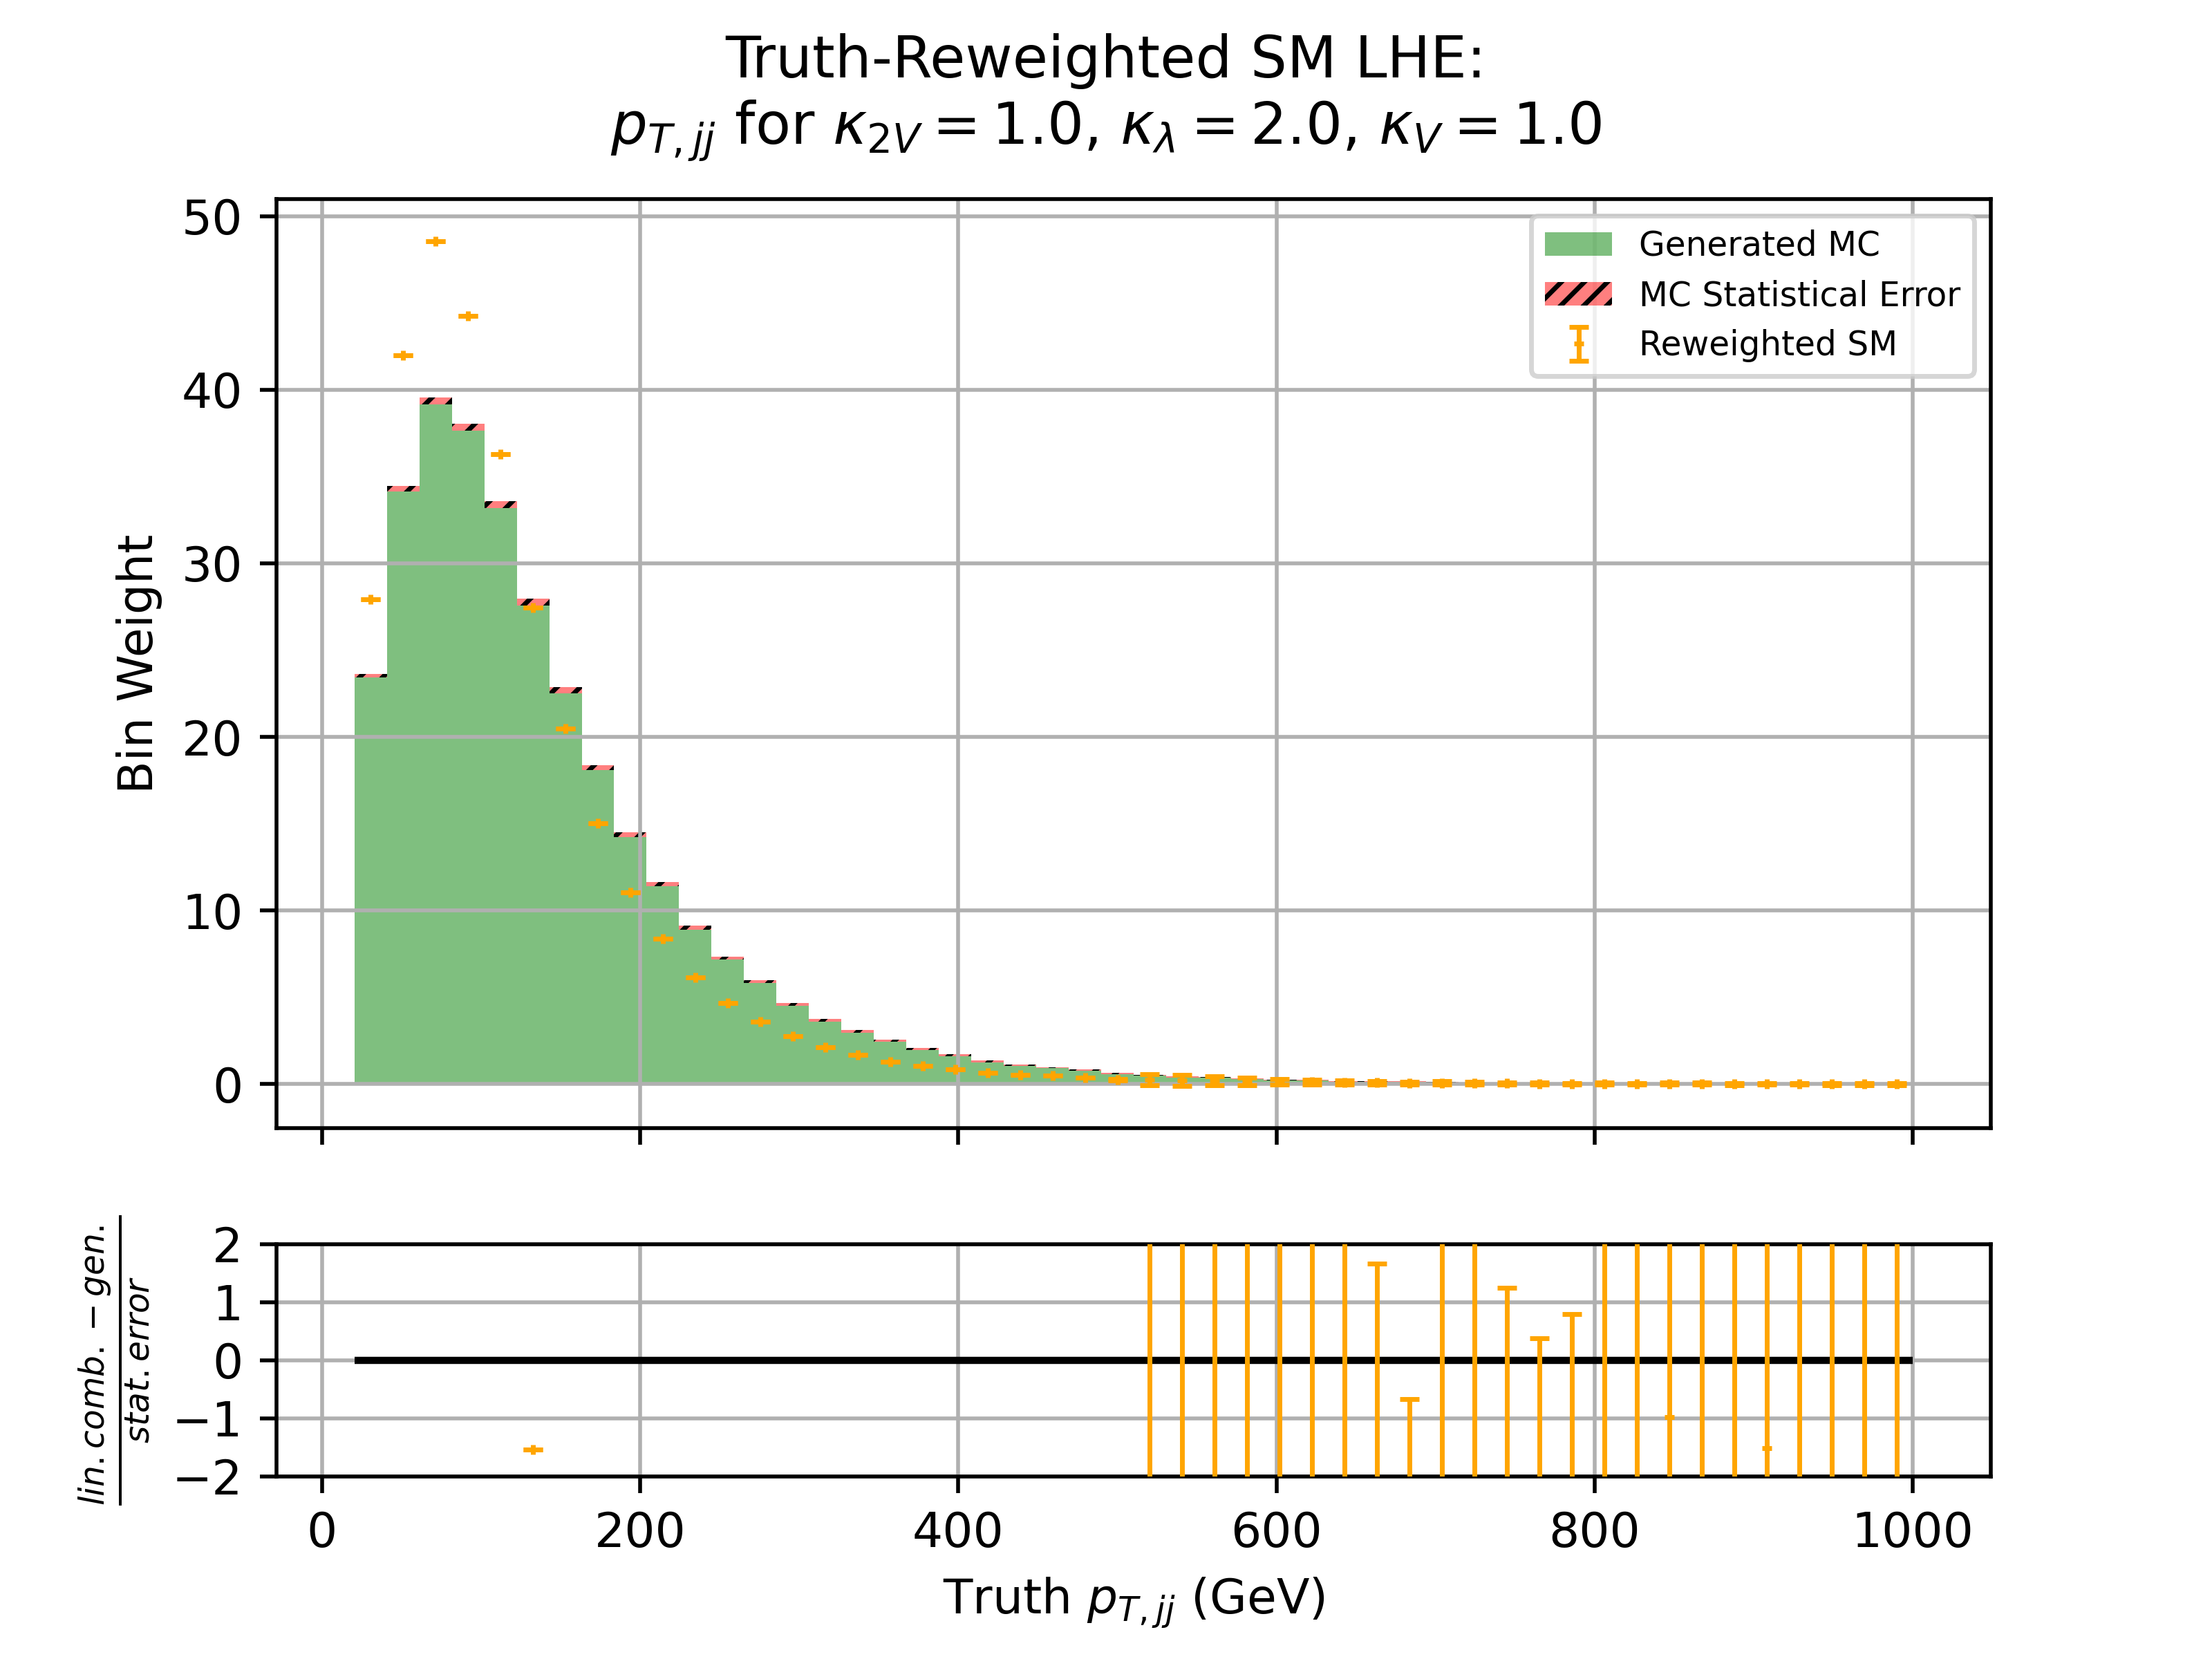 Truth-Reweighted SM LHE:
p_{T, jj} for κ_{2V} = 1.0, κ_λ = 2.0, κ_V = 1.0
50
40
30
20
10
0
Bin Weight
Generated MC
MC Statistical Error
Reweighted SM
2
1
0
−1
−2
lin. comb. − gen.
stat. error
0 200 400 600 800 1000
Truth p_{T, jj} (GeV)